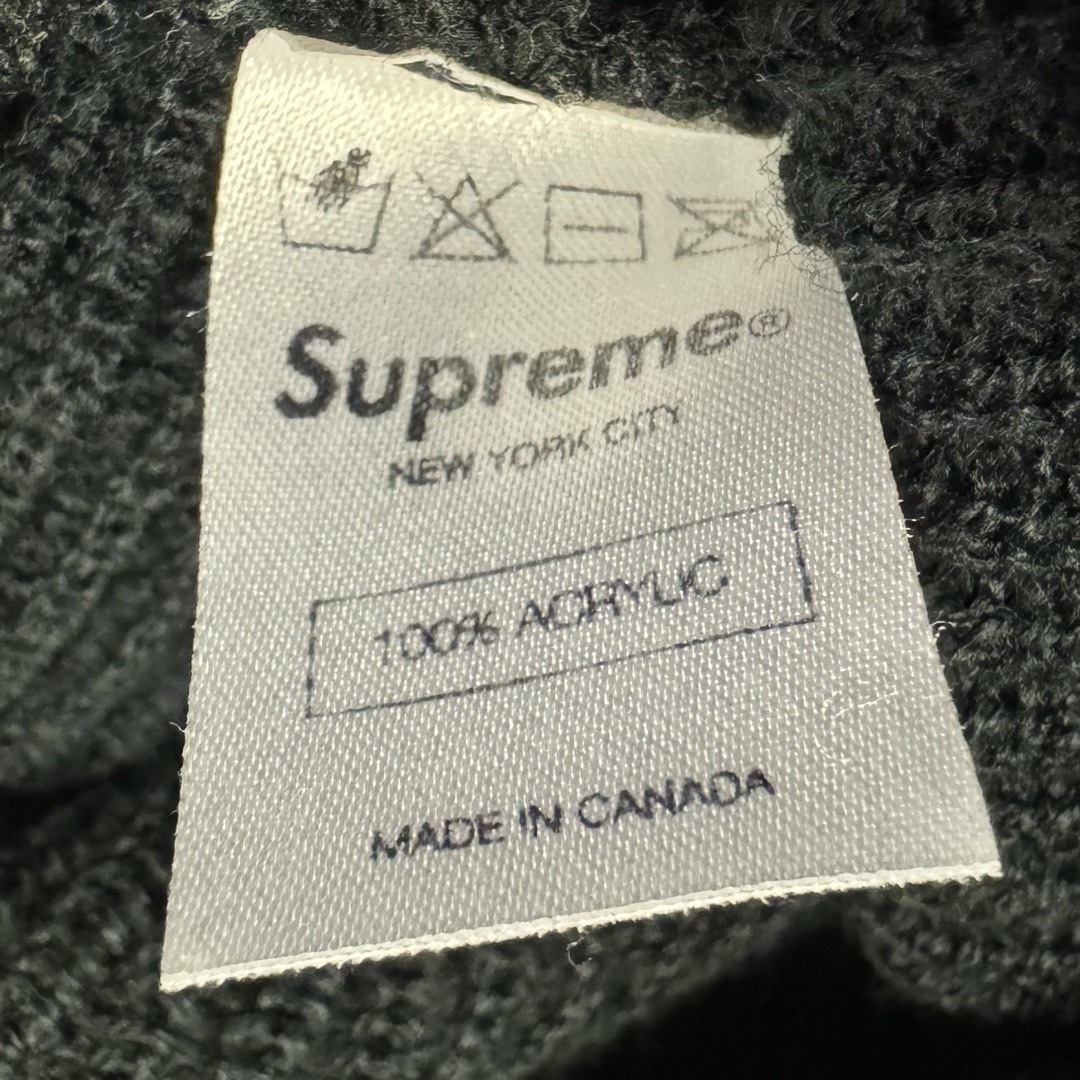 Supreme®
NEW YORK CITY
100% ACRYLIC
MADE IN CANADA